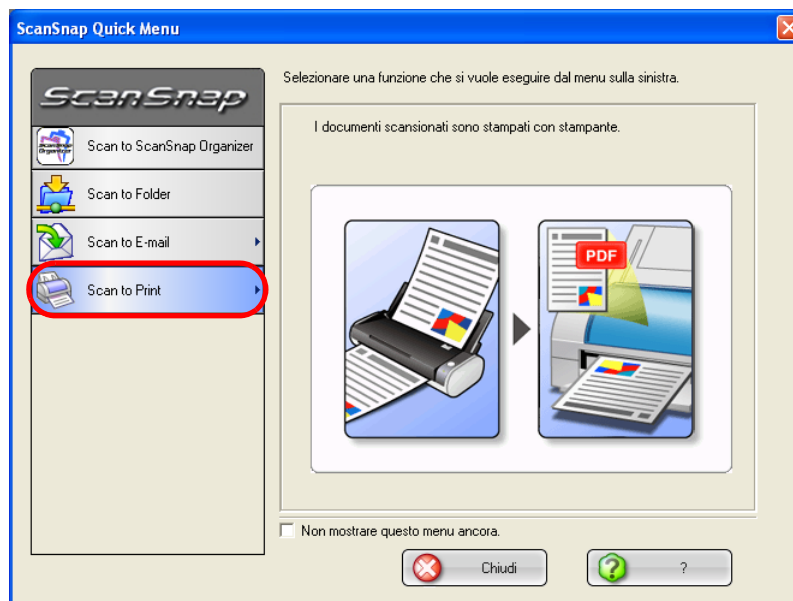 ScanSnap Quick Menu
ScanSnap
Scan to ScanSnap Organizer
Scan to Folder
Scan to E-mail
Scan to Print
Selezionare una funzione che si vuole eseguire dal menu sulla sinistra.
I documenti scansionati sono stampati con stampante.
PDF
Non mostrare questo menu ancora.
Chiudi
?